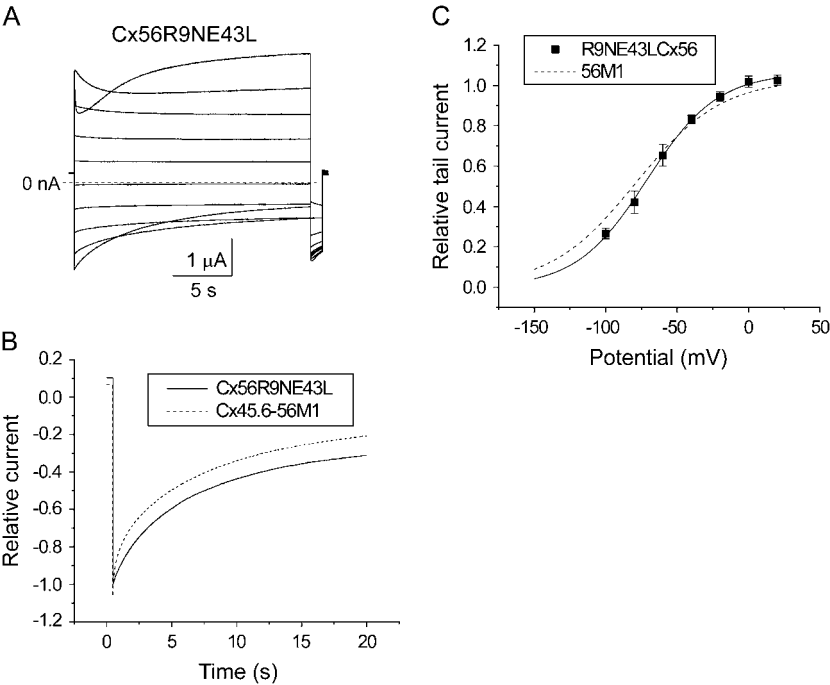 A
Cx56R9NE43L
0 nA
1 μA
5 s
B
Relative current
0.2
0.0
-0.2
-0.4
-0.6
-0.8
-1.0
-1.2
Cx56R9NE43L
Cx45.6-56M1
0
5
10
15
20
Time (s)
C
Relative tail current
1.2
1.0
0.8
0.6
0.4
0.2
0.0
R9NE43LCx56
56M1
-150
-100
-50
0
50
Potential (mV)